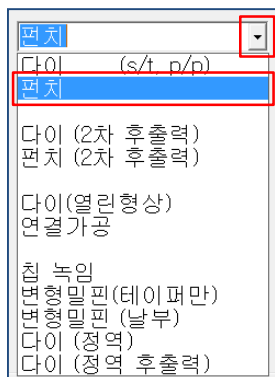 펀치
다이 (s/t, p/p)
펀치
다이 (2차 후출력)
펀치 (2차 후출력)
다이(열린형상)
연결가공
칩 녹임
변형밀핀(테이퍼만)
변형밀핀 (날부)
다이 (정역)
다이 (정역 후출력)